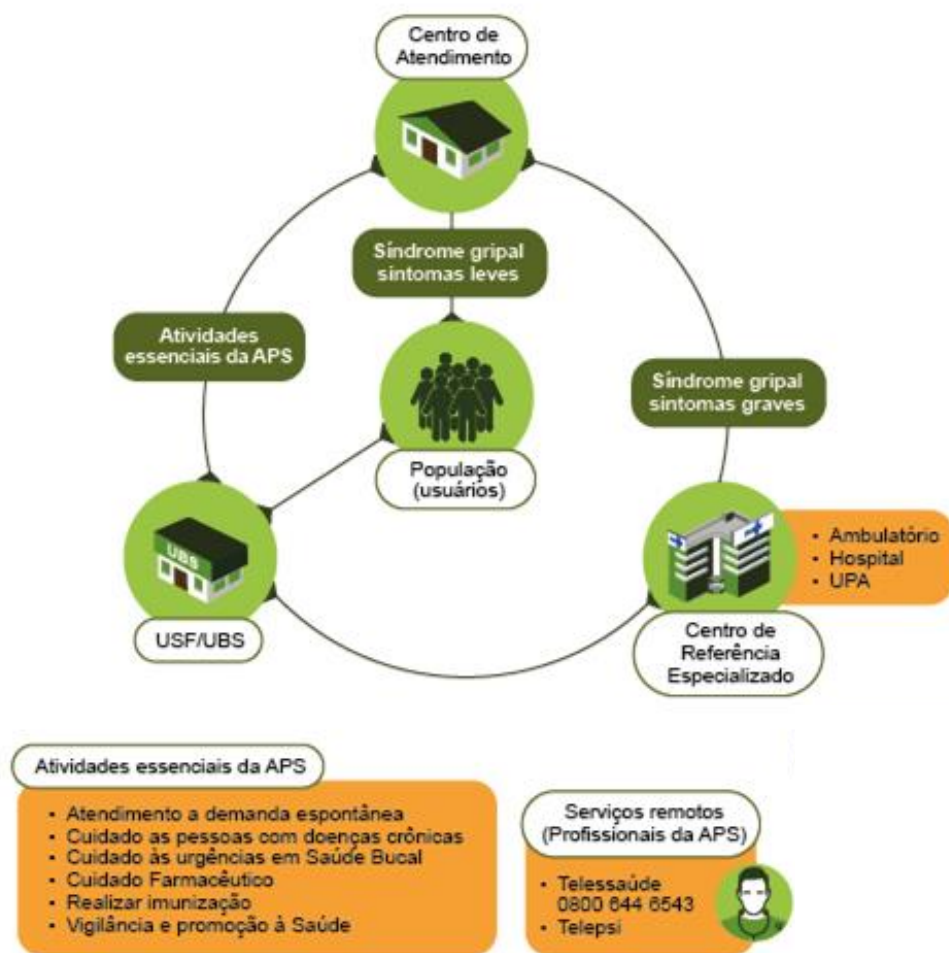 Centro de
Atendimento
Síndrome gripal
sintomas leves
Atividades
essenciais da APS
Síndrome gripal
sintomas graves
População
(usuários)
UBS
USF/UBS
• Ambulatório
• Hospital
• UPA
Centro de
Referência
Especializado
Atividades essenciais da APS
• Atendimento a demanda espontânea
• Cuidado as pessoas com doenças crônicas
• Cuidado às urgências em Saúde Bucal
• Cuidado Farmacêutico
• Realizar imunização
• Vigilância e promoção à Saúde
Serviços remotos
(Profissionais da APS)
• Telessaúde
0800 644 6543
• Telepsi